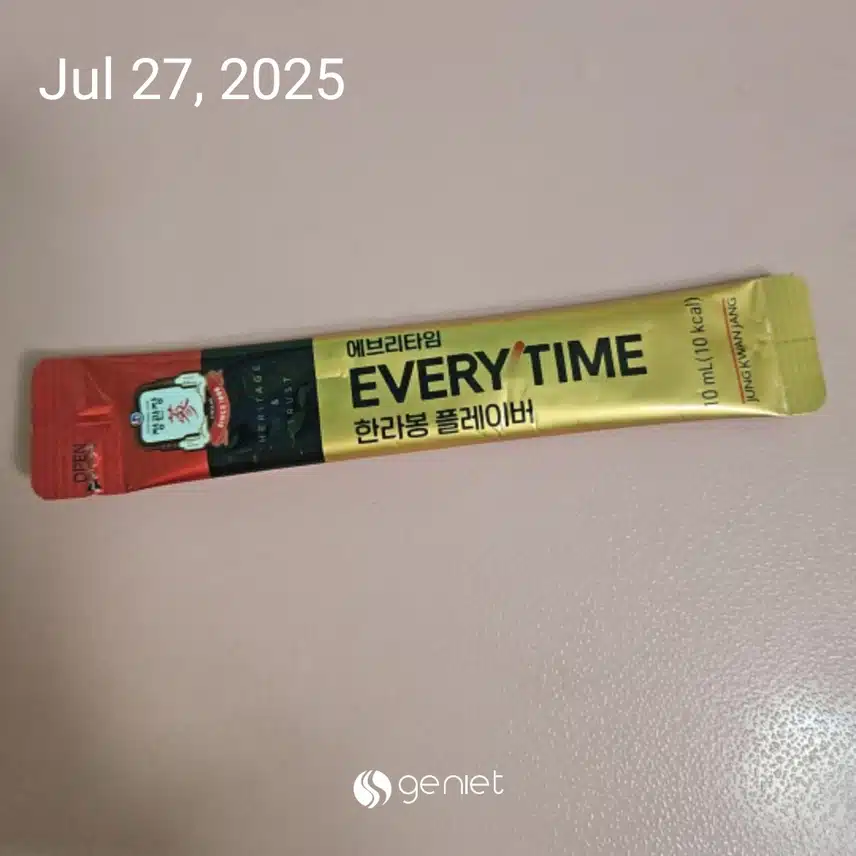 Jul 27, 2025
에브리타임
EVERY'TIME
한라봉 플레이버
10 mL(10 kcal)
JUNG KWAN JANG
HERITAGE
&
TRUST
정관장
蔘
SINCE 1899
OPEN
geniet